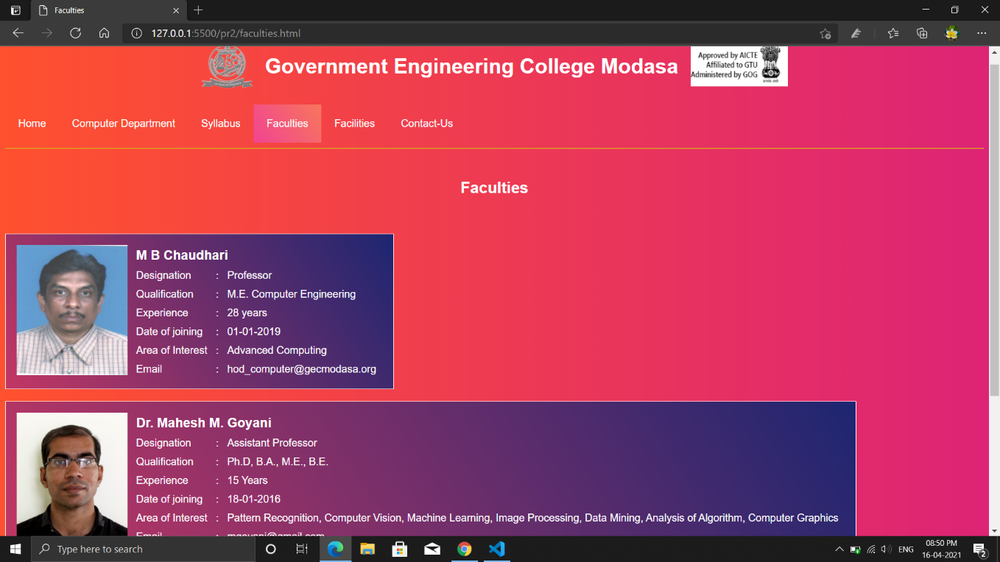 Faculties
127.0.0.1:5500/pr2/faculties.html
Government Engineering College Modasa
Approved by AICTE
Affiliated to GTU
Administered by GOG
Home Computer Department Syllabus Faculties Facilities Contact-Us
Faculties
M B Chaudhari
Designation : Professor
Qualification : M.E. Computer Engineering
Experience : 28 years
Date of joining : 01-01-2019
Area of Interest : Advanced Computing
Email : hod_computer@gecmodasa.org
Dr. Mahesh M. Goyani
Designation : Assistant Professor
Qualification : Ph.D, B.A., M.E., B.E.
Experience : 15 Years
Date of joining : 18-01-2016
Area of Interest : Pattern Recognition, Computer Vision, Machine Learning, Image Processing, Data Mining, Analysis of Algorithm, Computer Graphics
Email : mgoyani@gmail.com
Type here to search
ENG
08:50 PM
16-04-2021
2